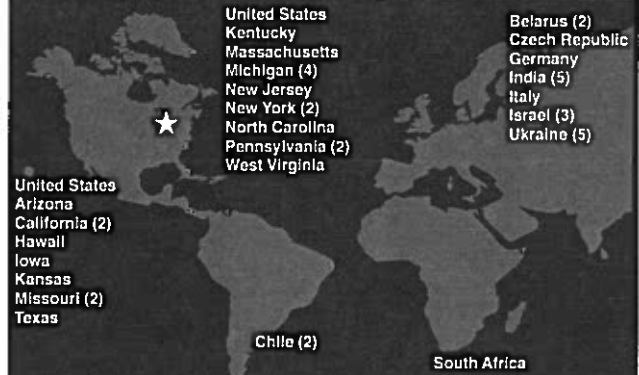 United States
Kentucky
Massachusetts
Michigan (4)
New Jersey
New York (2)
North Carolina
Pennsylvania (2)
West Virginia
Belarus (2)
Czech Republic
Germany
India (5)
Italy
Israel (3)
Ukraine (5)
United States
Arizona
California (2)
Hawaii
Iowa
Kansas
Missouri (2)
Texas
Chile (2)
South Africa